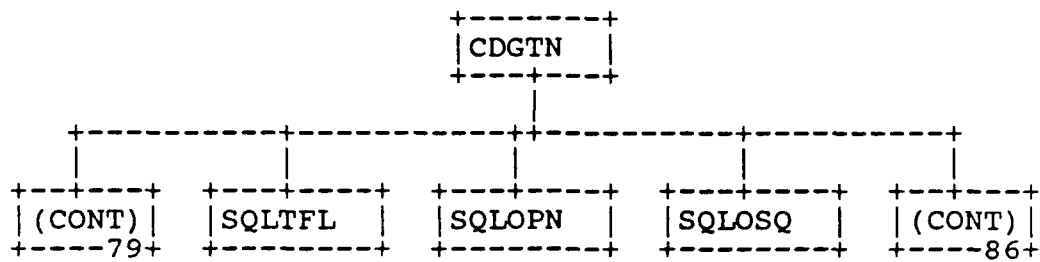 CDGTN
(CONT) SQLTFL SQLOPN SQLOSQ (CONT)
79 86